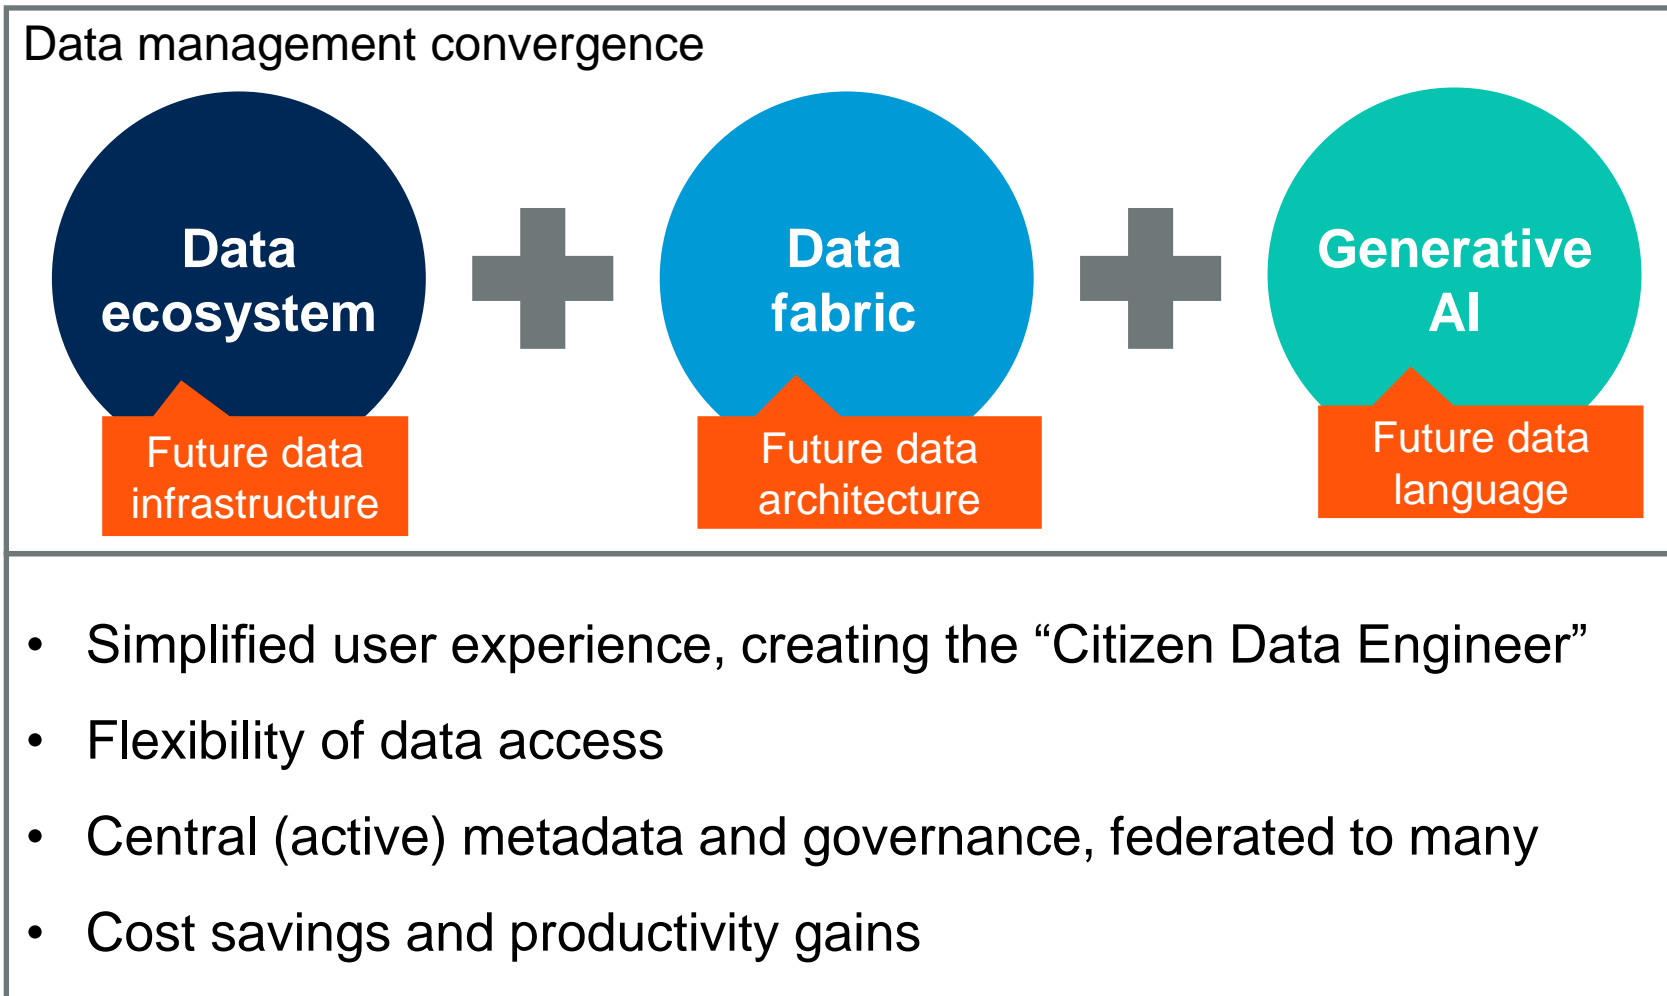 Data management convergence
Data
ecosystem
Data
fabric
Generative
AI
Future data
infrastructure
Future data
architecture
Future data
language
• Simplified user experience, creating the “Citizen Data Engineer”
• Flexibility of data access
• Central (active) metadata and governance, federated to many
• Cost savings and productivity gains